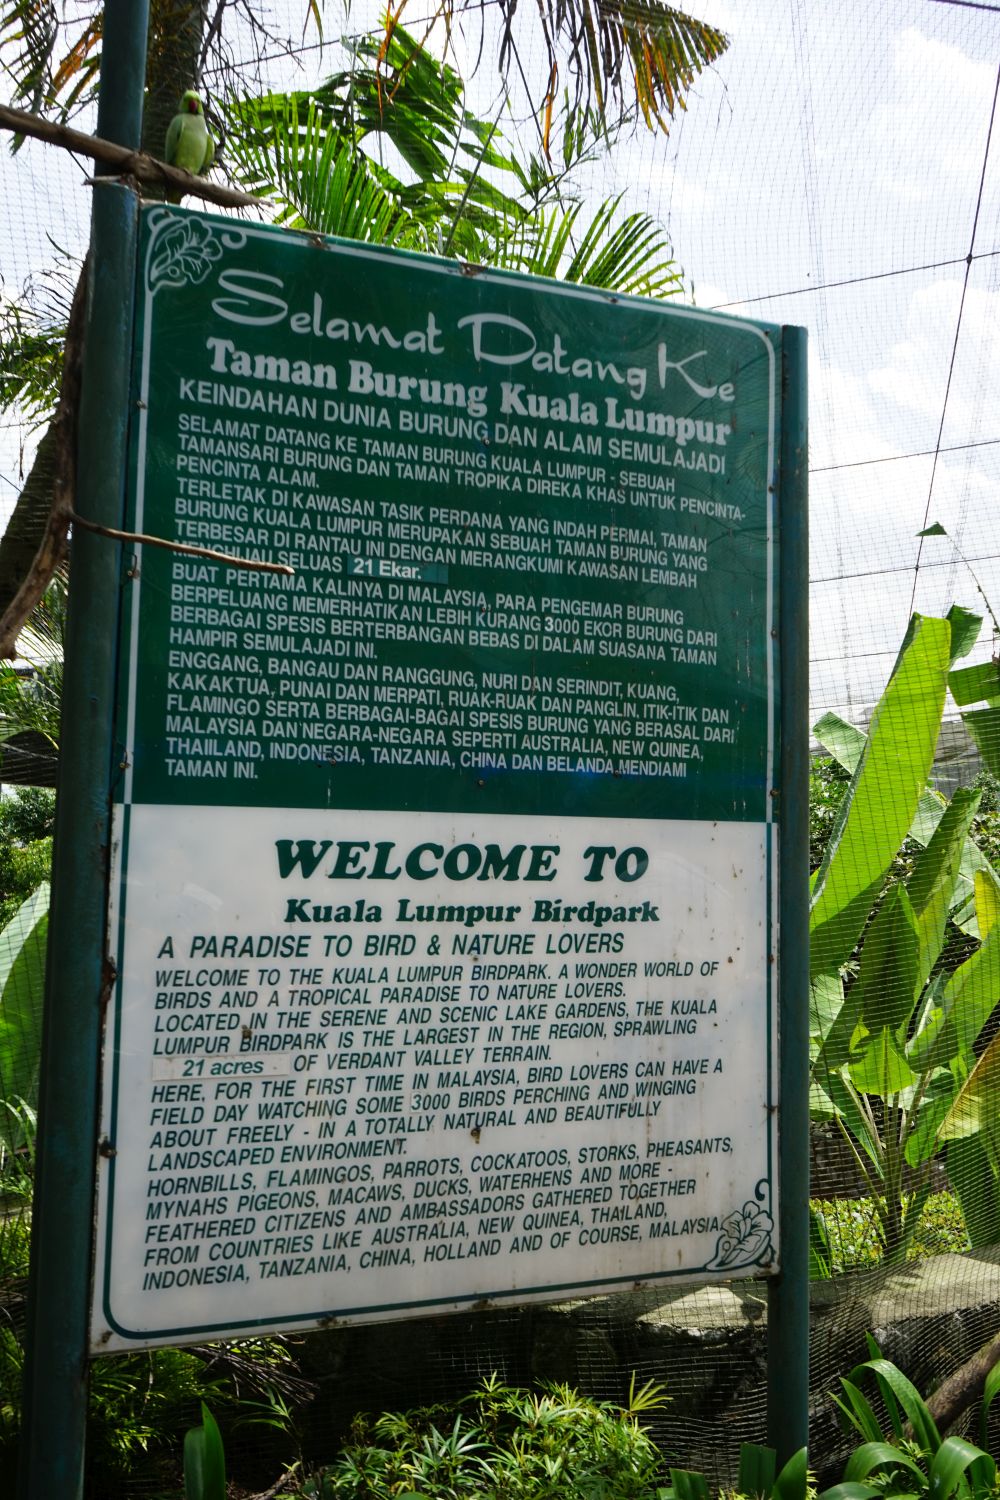 Selamat Datang Ke
Taman Burung Kuala Lumpur
KEINDAHAN DUNIA BURUNG DAN ALAM SEMULAJADI
SELAMAT DATANG KE TAMAN BURUNG KUALA LUMPUR - SEBUAH
TAMANSARI BURUNG DAN TAMAN TROPIKA DIREKA KHAS UNTUK PENCINTA-
PENCINTA ALAM.
TERLETAK DI KAWASAN TASIK PERDANA YANG INDAH PERMAI, TAMAN
BURUNG KUALA LUMPUR MERUPAKAN SEBUAH TAMAN BURUNG YANG
TERBESAR DI RANTAU INI DENGAN MERANGKUMI KAWASAN LEMBAH
SELUAS 21 Ekar.
BUAT PERTAMA KALINYA DI MALAYSIA, PARA PENGEMAR BURUNG
BERPELUANG MEMERHATIKAN LEBIH KURANG 3000 EKOR BURUNG DARI
BERBAGAI SPESIS BERTERBANGAN BEBAS DI DALAM SUASANA TAMAN
HAMPIR SEMULAJADI INI.
ENGGANG, BANGAU DAN RANGGUNG, NURI DAN SERINDIT, KUANG,
KAKAKTUA, PUNAI DAN MERPATI, RUAK-RUAK DAN PANGLIN, ITIK-ITIK DAN
FLAMINGO SERTA BERBAGAI-BAGAI SPESIS BURUNG YANG BERASAL DARI
MALAYSIA DAN NEGARA-NEGARA SEPERTI AUSTRALIA, NEW QUINEA,
THAILAND, INDONESIA, TANZANIA, CHINA DAN BELANDA MENDIAMI
TAMAN INI.
WELCOME TO
Kuala Lumpur Birdpark
A PARADISE TO BIRD & NATURE LOVERS
WELCOME TO THE KUALA LUMPUR BIRDPARK. A WONDER WORLD OF
BIRDS AND A TROPICAL PARADISE TO NATURE LOVERS.
LOCATED IN THE SERENE AND SCENIC LAKE GARDENS, THE KUALA
LUMPUR BIRDPARK IS THE LARGEST IN THE REGION, SPRAWLING
21 acres OF VERDANT VALLEY TERRAIN.
HERE, FOR THE FIRST TIME IN MALAYSIA, BIRD LOVERS CAN HAVE A
FIELD DAY WATCHING SOME 3000 BIRDS PERCHING AND WINGING
ABOUT FREELY - IN A TOTALLY NATURAL AND BEAUTIFULLY
LANDSCAPED ENVIRONMENT.
HORNBILLS, FLAMINGOS, PARROTS, COCKATOOS, STORKS, PHEASANTS,
MYNAHS PIGEONS, MACAWS, DUCKS, WATERHENS AND MORE -
FEATHERED CITIZENS AND AMBASSADORS GATHERED TOGETHER
FROM COUNTRIES LIKE AUSTRALIA, NEW QUINEA, THAILAND,
INDONESIA, TANZANIA, CHINA, HOLLAND AND OF COURSE, MALAYSIA.